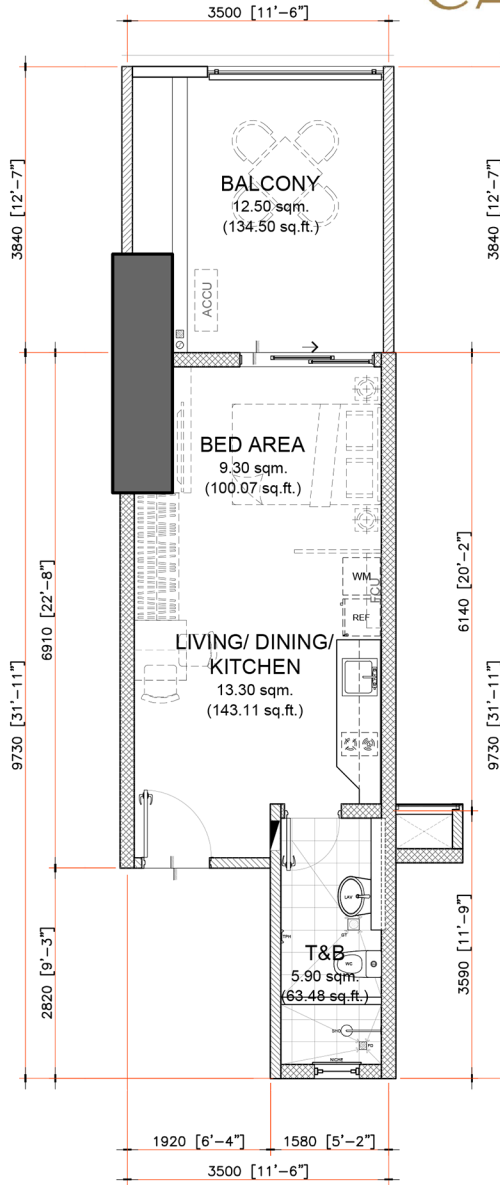 3500 [11'-6"]
3840 [12'-7"]
3840 [12'-7"]
BALCONY
12.50 sqm.
(134.50 sq.ft.)
ACCU
BED AREA
9.30 sqm.
(100.07 sq.ft.)
WM
FCU
REF
6910 [22'-8"]
6140 [20'-2"]
LIVING/ DINING/
KITCHEN
13.30 sqm.
(143.11 sq.ft.)
9730 [31'-11"]
9730 [31'-11"]
LAV
TPH
WC
T&B
5.90 sqm.
(63.48 sq.ft.)
2820 [9'-3"]
3590 [11'-9"]
SHO
FD
NICHE
1920 [6'-4"]
1580 [5'-2"]
3500 [11'-6"]